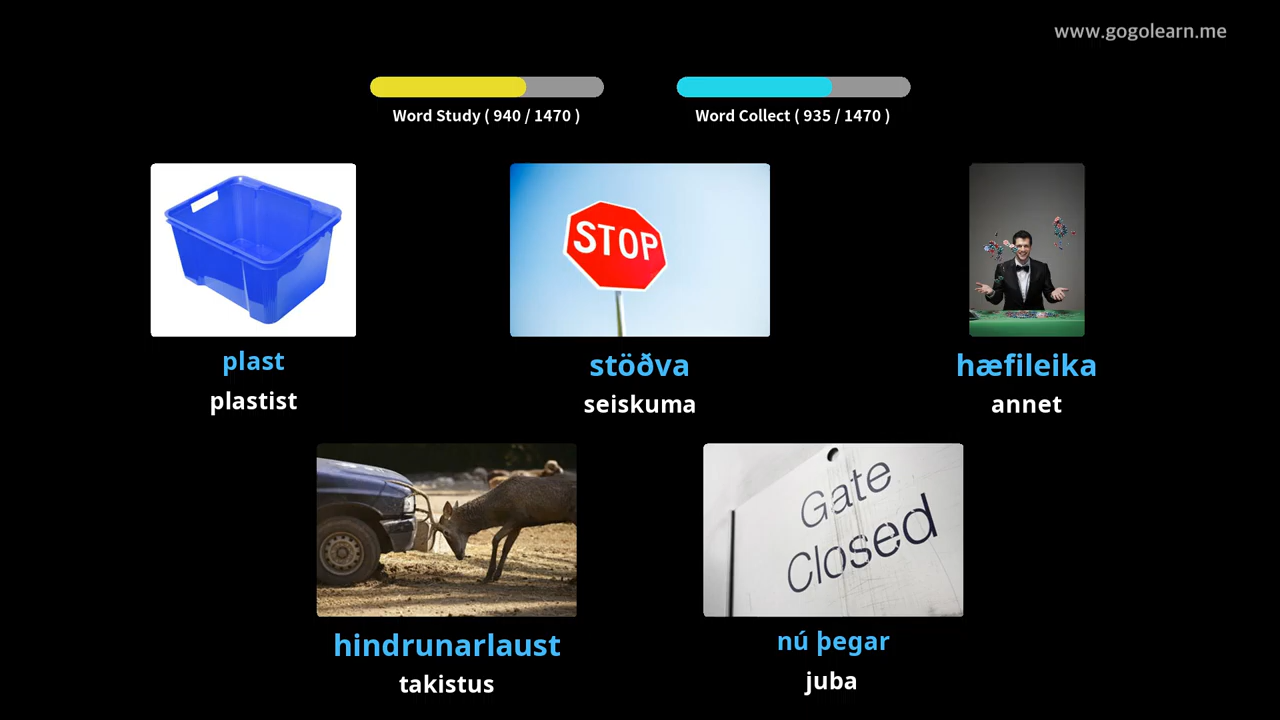 www.gogolearn.me
Word Study ( 940 / 1470 )
Word Collect ( 935 / 1470 )
STOP
plast
plastist
stöðva
seiskuma
hæfileika
annet
Gate
Closed
hindrunarlaust
takistus
nú þegar
juba